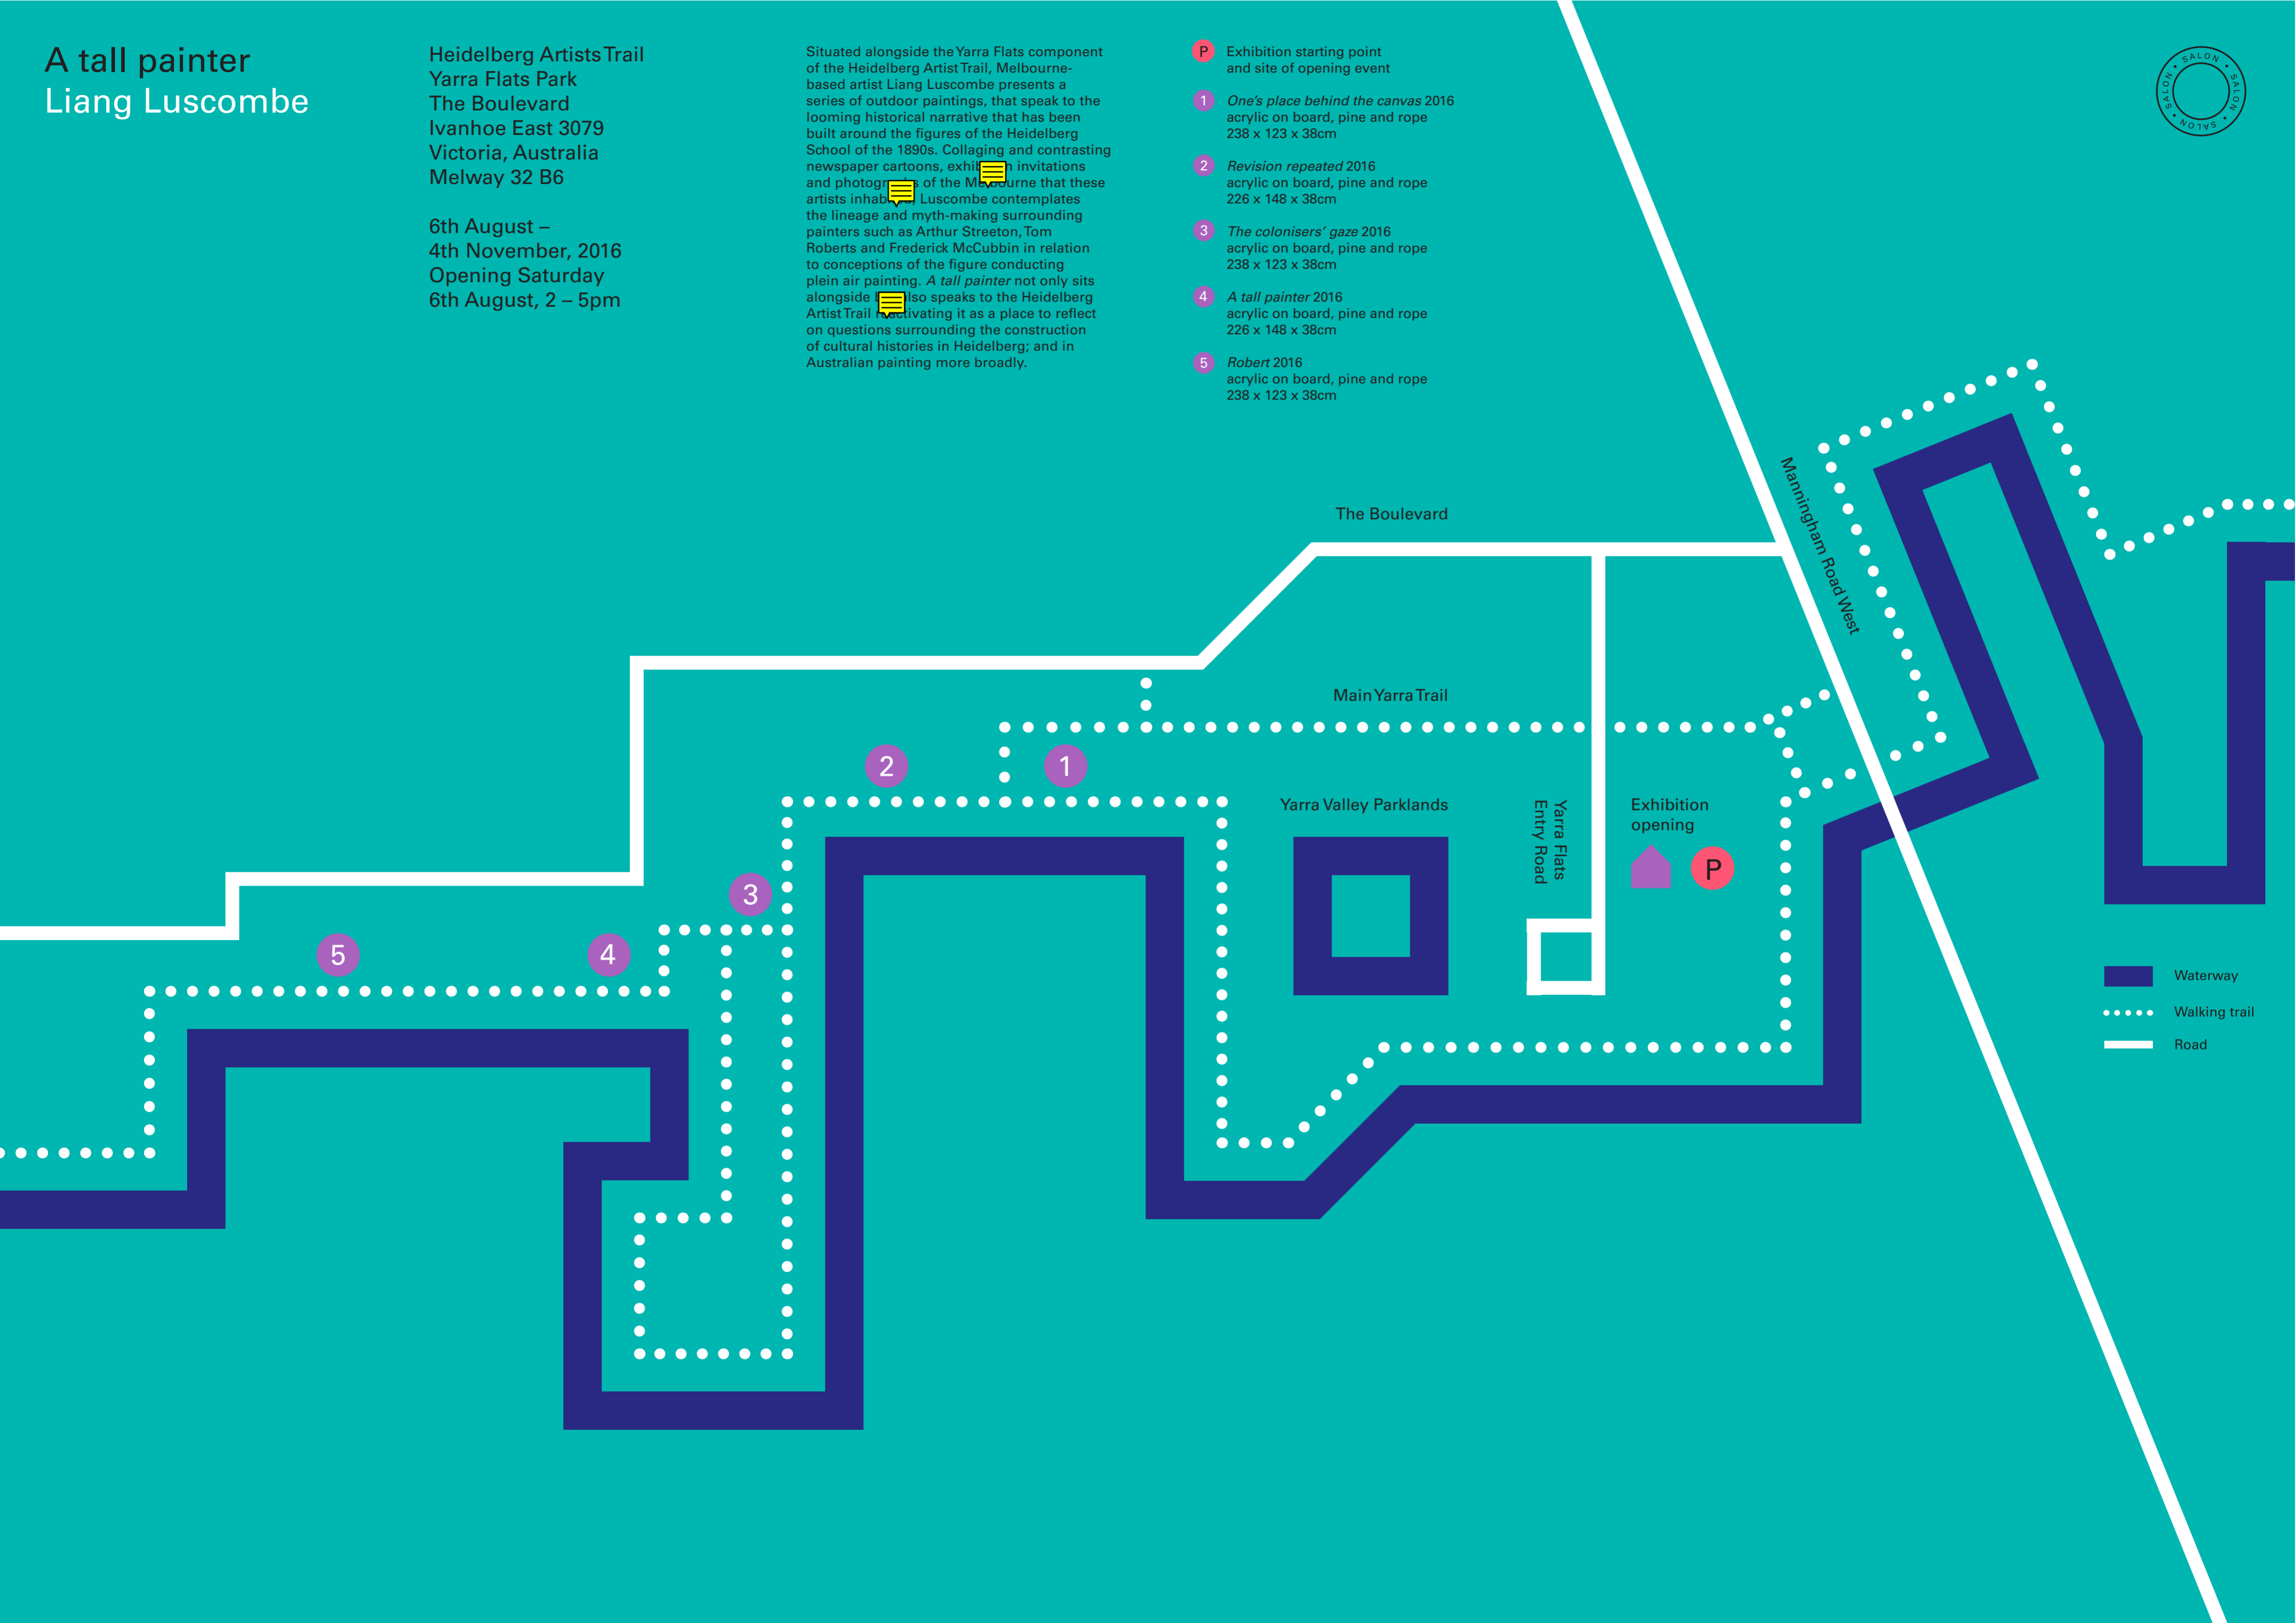 A tall painter
Liang Luscombe
Heidelberg Artists Trail
Yarra Flats Park
The Boulevard
Ivanhoe East 3079
Victoria, Australia
Melway 32 B6
6th August –
4th November, 2016
Opening Saturday
6th August, 2 – 5pm
Situated alongside the Yarra Flats component
of the Heidelberg Artist Trail, Melbourne-
based artist Liang Luscombe presents a
series of outdoor paintings, that speak to the
looming historical narrative that has been
built around the figures of the Heidelberg
School of the 1890s. Collaging and contrasting
newspaper cartoons, invitations
and of the Melbourne that these
artists Luscombe contemplates
the lineage and myth-making surrounding
painters such as Arthur Streeton, Tom
Roberts and Frederick McCubbin in relation
to conceptions of the figure conducting
plein air painting. A tall painter not only sits
alongside also speaks to the Heidelberg
Artist Trail reactivating it as a place to reflect
on questions surrounding the construction
of cultural histories in Heidelberg; and in
Australian painting more broadly.
P Exhibition starting point
and site of opening event
1 One’s place behind the canvas 2016
acrylic on board, pine and rope
238 x 123 x 38cm
2 Revision repeated 2016
acrylic on board, pine and rope
226 x 148 x 38cm
3 The colonisers’ gaze 2016
acrylic on board, pine and rope
238 x 123 x 38cm
4 A tall painter 2016
acrylic on board, pine and rope
226 x 148 x 38cm
5 Robert 2016
acrylic on board, pine and rope
238 x 123 x 38cm
SALON • SALON • SALON • SALON •
The Boulevard
Manningham Road West
Main Yarra Trail
2
1
Yarra Valley Parklands
Yarra Flats
Entry Road
Exhibition
opening
P
3
5
4
Waterway
Walking trail
Road